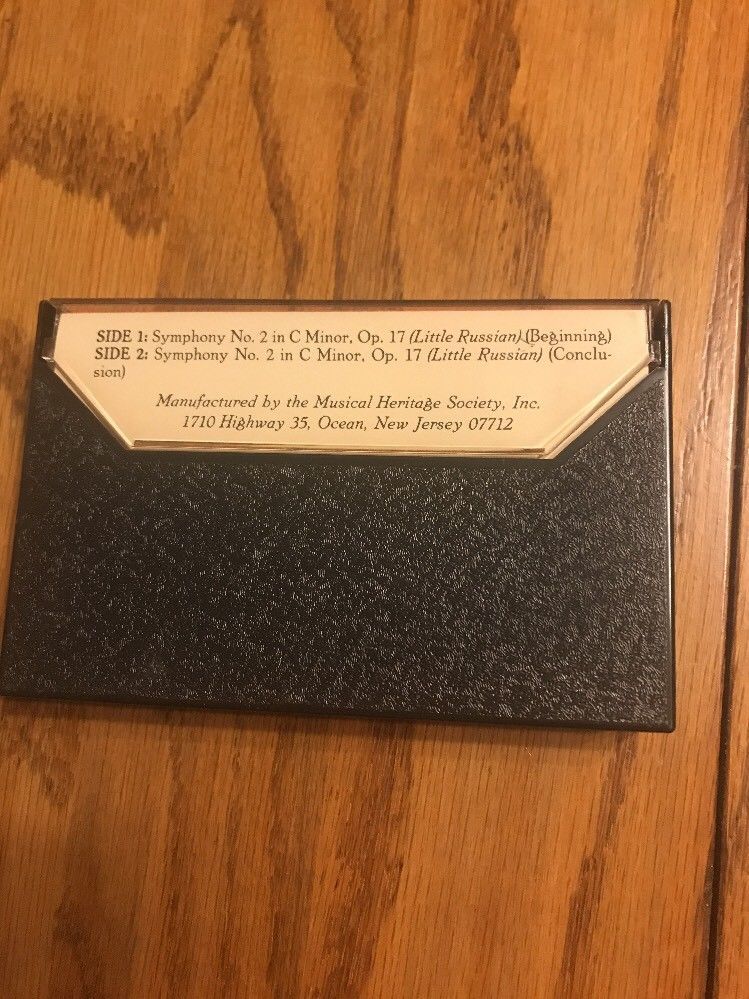 SIDE 1: Symphony No. 2 in C Minor, Op. 17 (Little Russian) (Beginning)
SIDE 2: Symphony No. 2 in C Minor, Op. 17 (Little Russian) (Conclu-
sion)
Manufactured by the Musical Heritage Society, Inc.
1710 Highway 35, Ocean, New Jersey 07712